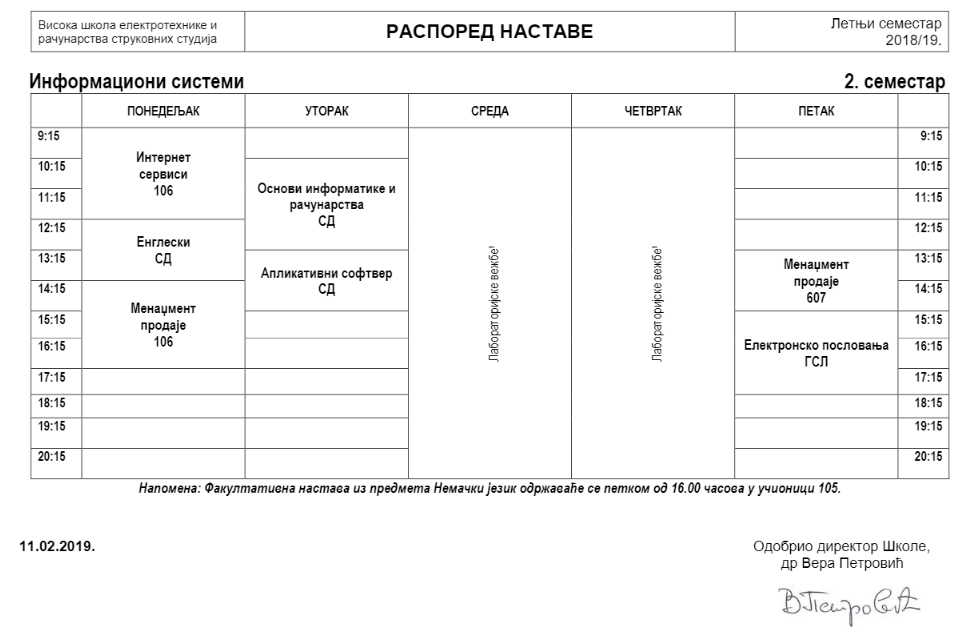 Висока школа електротехнике и
рачунарства струковних студија
РАСПОРЕД НАСТАВЕ
Летњи семестар
2018/19.
Информациони системи
2. семестар
ПОНЕДЕЉАК УТОРАК СРЕДА ЧЕТВРТАК ПЕТАК
9:15 9:15
10:15 10:15
11:15 11:15
12:15 12:15
13:15 13:15
14:15 14:15
15:15 15:15
16:15 16:15
17:15 17:15
18:15 18:15
19:15 19:15
20:15 20:15
Интернет
сервиси
106
Енглески
СД
Менаџмент
продаје
106
Основи информатике и
рачунарства
СД
Апликативни софтвер
СД
Лабораторијске вежбе¹
Лабораторијске вежбе¹
Менаџмент
продаје
607
Електронско пословања
ГСЛ
Напомена: Факултативна настава из предмета Немачки језик одржаваће се петком од 16.00 часова у учионици 105.
11.02.2019.
Одобрио директор Школе,
др Вера Петровић
В Петровић